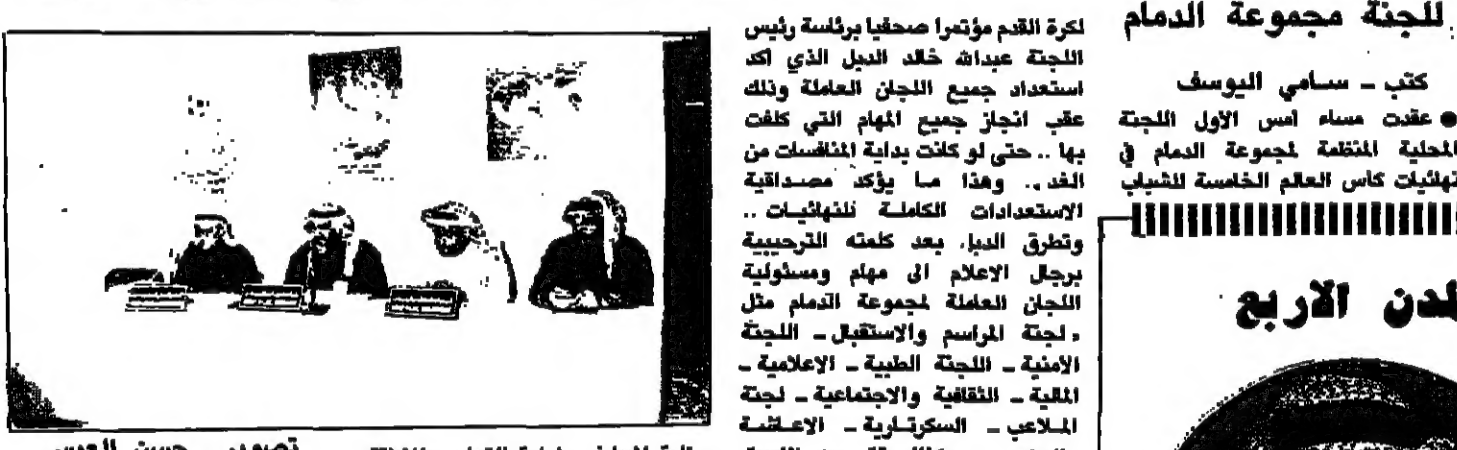 للجنة مجموعة الدمام
كتب ـ سامي اليوسف
● عقدت مساء امس الاول اللجنة
المحلية المنظمة لمجموعة الدمام في
نهائيات كأس العالم الخامسة للشباب
لكرة القدم مؤتمرا صحفيا برئاسة رئيس
اللجنة عبدالله خالد الدبل الذي اكد
استعداد جميع اللجان العاملة وذلك
عقب انجاز جميع المهام التي كلفت
بها .. حتى لو كانت بداية المنافسات من
الغد .. وهذا ما يؤكد مصداقية
الاستعدادات الكاملة للنهائيات ..
وتطرق الدبل بعد كلمته الترحيبية
برجال الاعلام الى مهام ومسئولية
اللجان العاملة لمجموعة الدمام مثل
« لجنة المراسم والاستقبال ـ اللجنة
الامنية ـ اللجنة الطبية ـ الاعلامية ـ
المالية ـ الثقافية والاجتماعية ـ لجنة
الملاعب ـ السكرتارية ـ الاعاشة
لمدن الاربع
تصوير ـ حسن